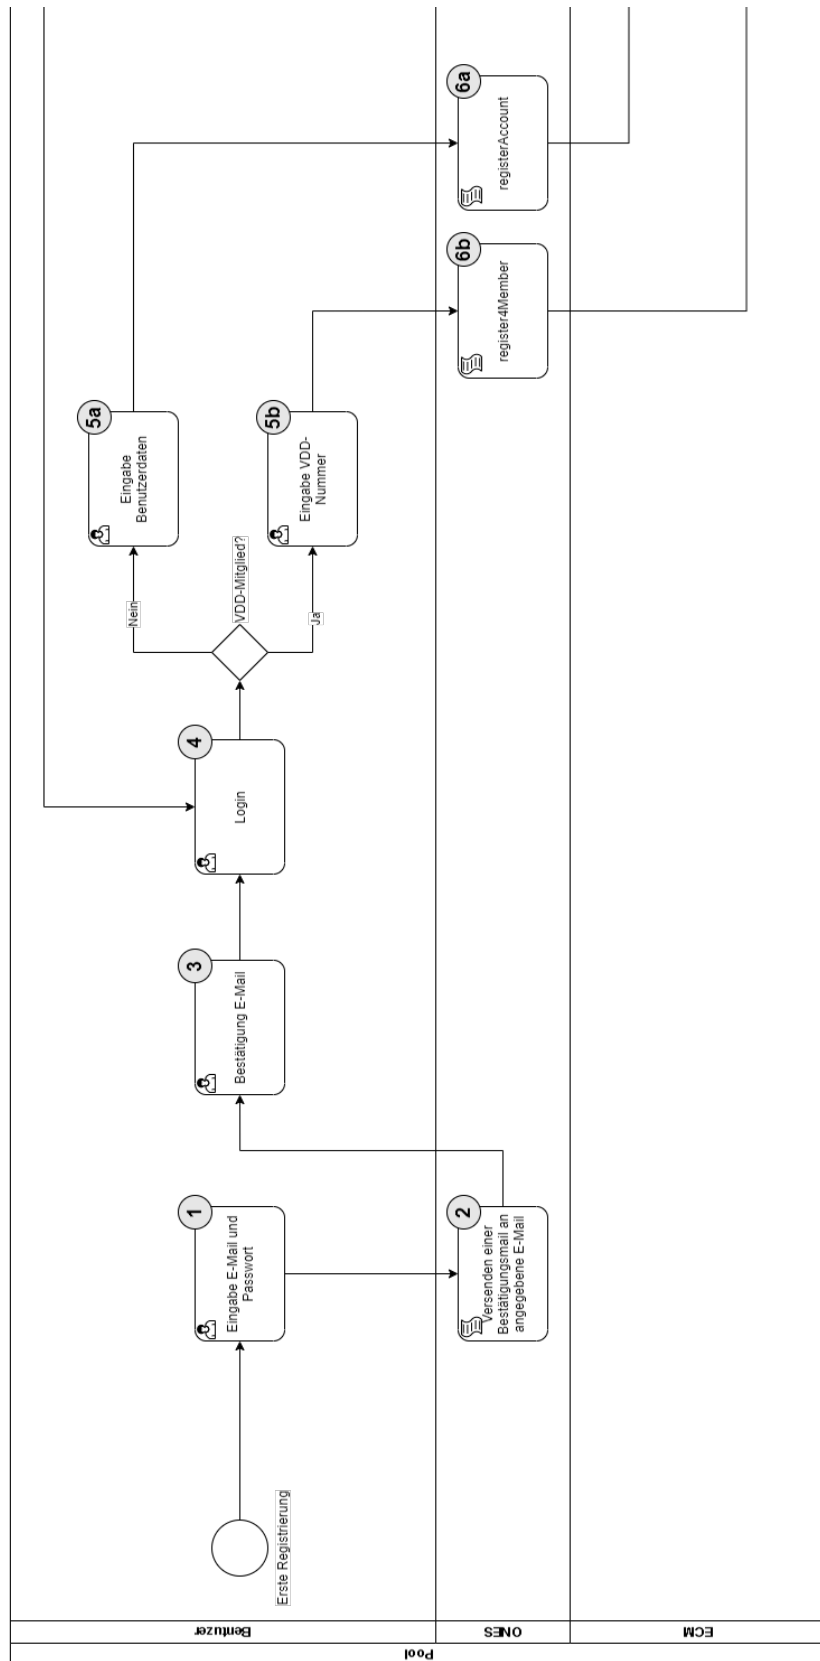 Pool
Bentuzer
ONES
ECM
Erste Registrierung
1
Eingabe E-Mail und
Passwort
2
Versenden einer
Bestätigungsmail an
angegebene E-Mail
3
Bestätigung E-Mail
4
Login
VDD-Mitglied?
Nein
Ja
5a
Eingabe
Benutzerdaten
5b
Eingabe VDD-
Nummer
6b
register4Member
6a
registerAccount